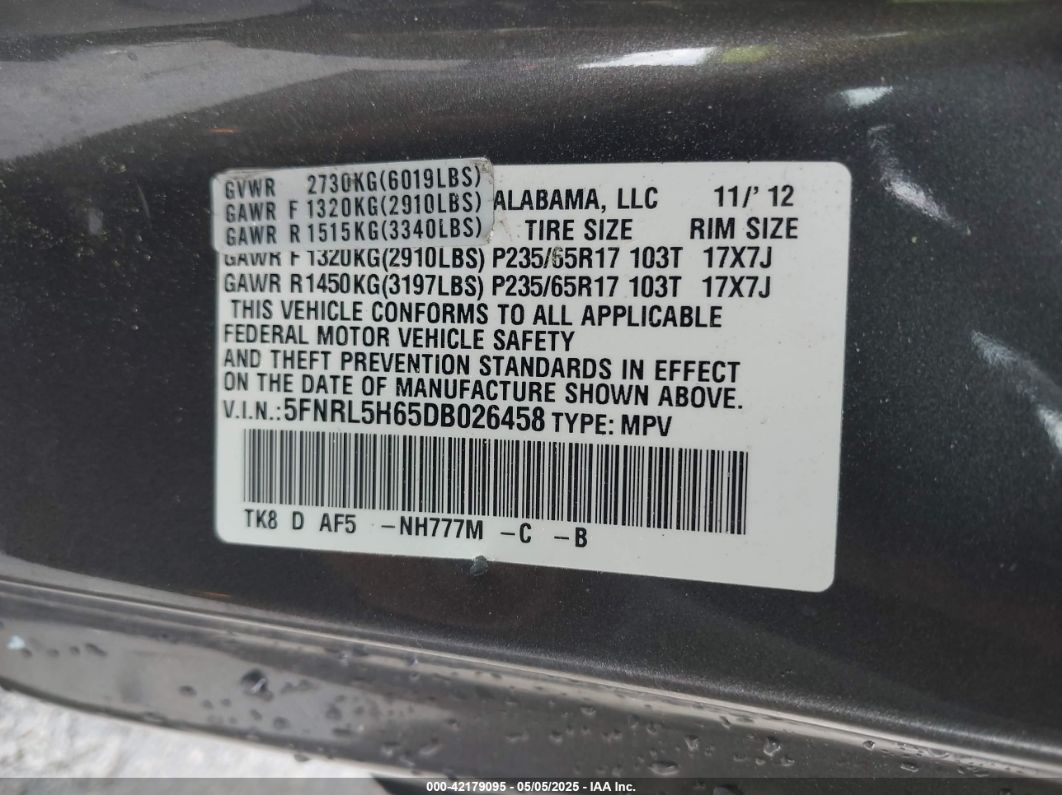 GVWR 2730KG(6019LBS)
GAWR F 1320KG(2910LBS)
GAWR R 1515KG(3340LBS)
ALABAMA, LLC 11/' 12
TIRE SIZE RIM SIZE
GAWR F 1320KG(2910LBS) P235/65R17 103T 17X7J
GAWR R1450KG(3197LBS) P235/65R17 103T 17X7J
THIS VEHICLE CONFORMS TO ALL APPLICABLE
FEDERAL MOTOR VEHICLE SAFETY
AND THEFT PREVENTION STANDARDS IN EFFECT
ON THE DATE OF MANUFACTURE SHOWN ABOVE.
V.I.N.:5FNRL5H65DB026458 TYPE: MPV
TK8 D AF5 -NH777M -C -B
000-42179095 - 05/05/2025 - IAA Inc.